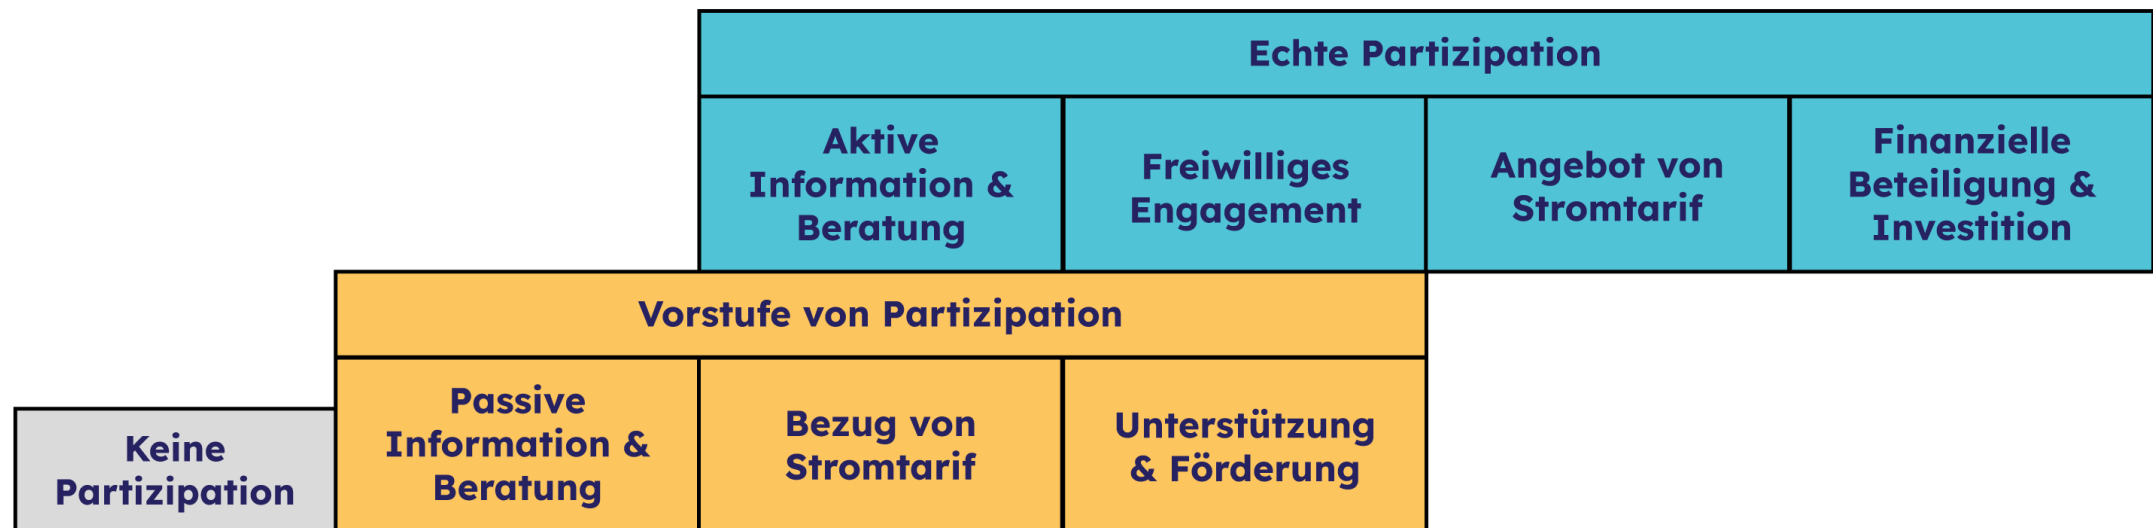 Echte Partizipation
Aktive
Information &
Beratung
Freiwilliges
Engagement
Angebot von
Stromtarif
Finanzielle
Beteiligung &
Investition
Vorstufe von Partizipation
Passive
Information &
Beratung
Bezug von
Stromtarif
Unterstützung
& Förderung
Keine
Partizipation